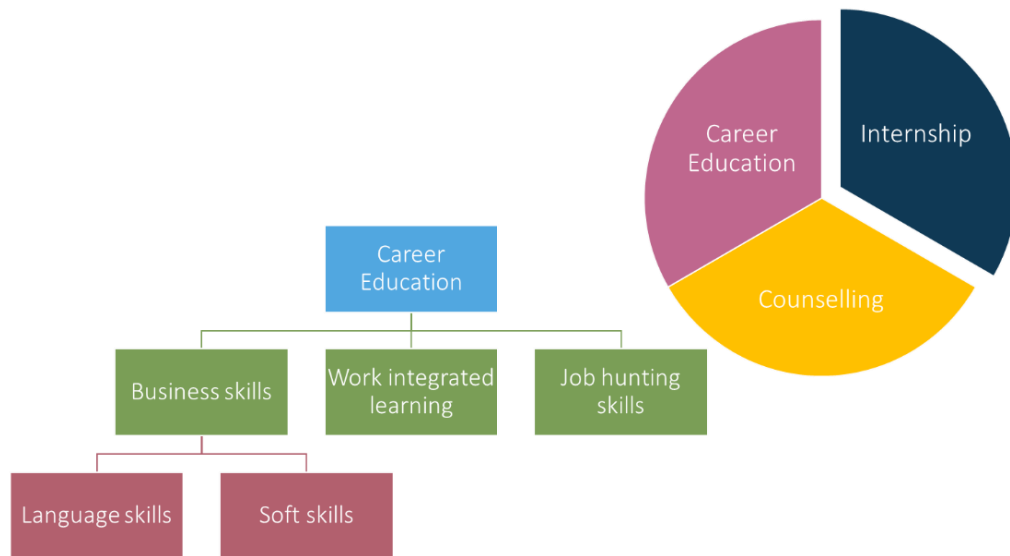 Career
Education
Internship
Counselling
Career
Education
Business skills
Work integrated
learning
Job hunting
skills
Language skills
Soft skills